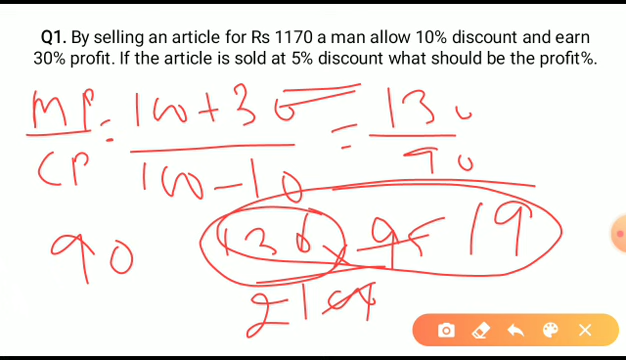 Q1. By selling an article for Rs 1170 a man allow 10% discount and earn
30% profit. If the article is sold at 5% discount what should be the profit%.
MP = 100+30 = 130
CP 100-10 90
90 130 x 95 19